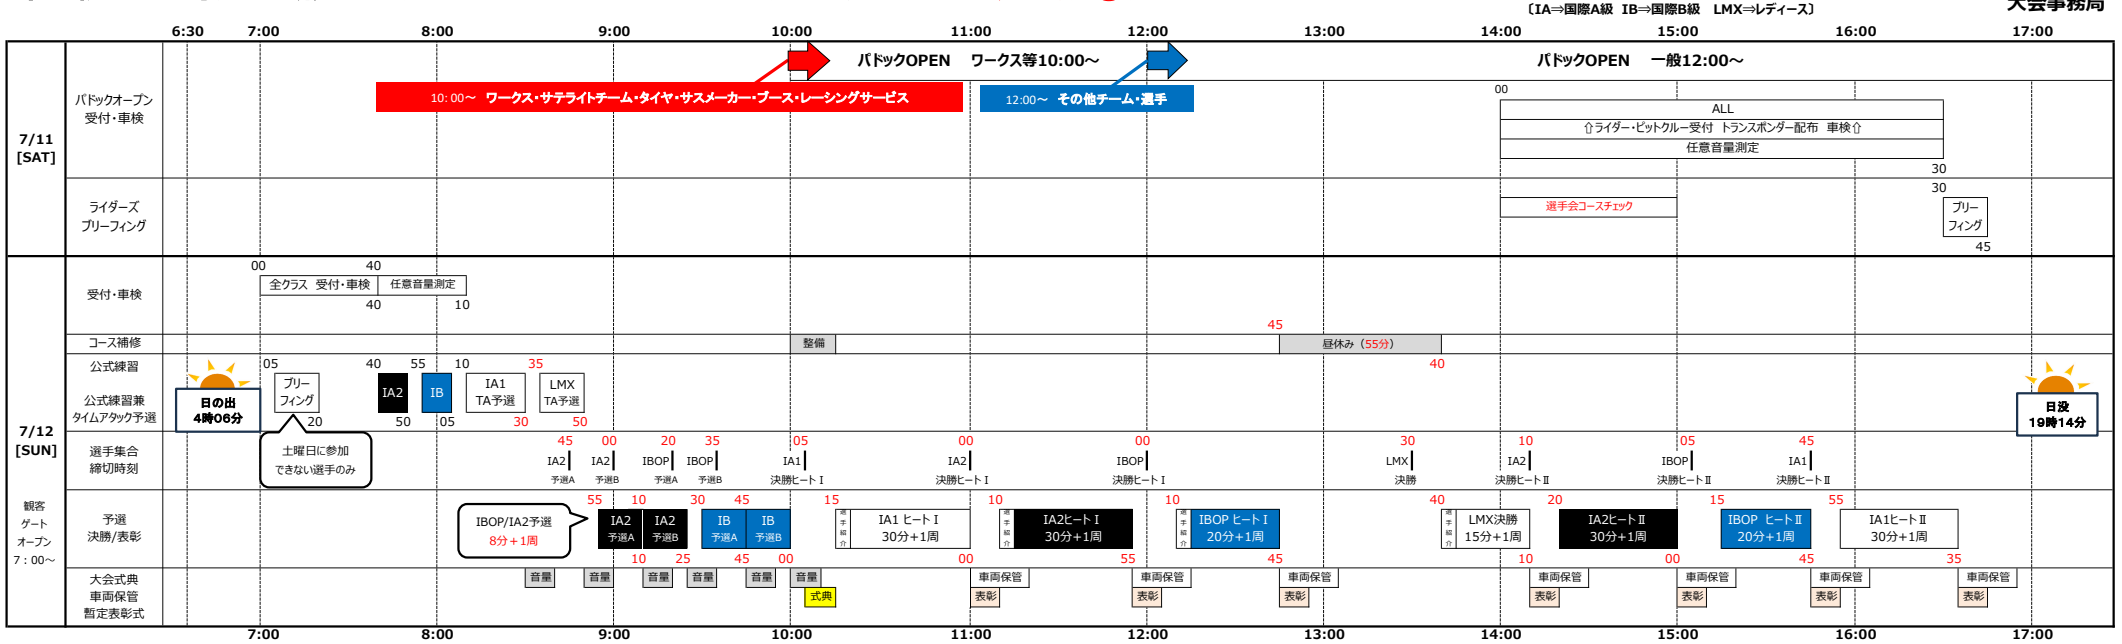 〔IA⇒国際A級 IB⇒国際B級 LMX⇒レディース〕
大会事務局
6:30 7:00 8:00 9:00 10:00 11:00 12:00 13:00 14:00 15:00 16:00 17:00
7/11
[SAT]
パドックオープン
受付・車検
パドックOPEN ワークス等10:00～
パドックOPEN 一般12:00～
10:00～ ワークス・サテライトチーム・タイヤ・サスメーカー・ブース・レーシングサービス
12:00～ その他チーム・選手
00
ALL
⇧ライダー・ピットクルー受付 トランスポンダー配布 車検⇧
任意音量測定
30
ライダーズ
ブリーフィング
選手会コースチェック
30
ブリー
フィング
45
7/12
[SUN]
観客
ゲート
オープン
7：00～
受付・車検
00 40
全クラス 受付・車検 任意音量測定
40 10
コース補修
整備
45
昼休み（55分）
40
公式練習
公式練習兼
タイムアタック予選
日の出
4時06分
05 40 55 10 35
ブリー
フィング
IA2
IB
IA1
TA予選
LMX
TA予選
20 50 05 30 50
土曜日に参加
できない選手のみ
日没
19時14分
選手集合
締切時刻
45 00 20 35 05 00 00 30 10 05 45
IA2 IA2 IBOP IBOP IA1 IA2 IBOP LMX IA2 IBOP IA1
予選A 予選B 予選A 予選B 決勝ヒートⅠ 決勝ヒートⅠ 決勝ヒートⅠ 決勝 決勝ヒートⅡ 決勝ヒートⅡ 決勝ヒートⅡ
予選
決勝/表彰
IBOP/IA2予選
8分+1周
55 10 30 45 15 10 10 40 20 15 55
IA2
予選A
IA2
予選B
IB
予選A
IB
予選B
選手紹介
IA1 ヒートⅠ
30分+1周
選手紹介
IA2ヒートⅠ
30分+1周
選手紹介
IBOP ヒートⅠ
20分+1周
選手紹介
LMX決勝
15分+1周
IA2ヒートⅡ
30分+1周
IBOP ヒートⅡ
20分+1周
IA1ヒートⅡ
30分+1周
10 25 45 00 00 55 45 10 00 45 35
大会式典
車両保管
暫定表彰式
音量 音量 音量 音量 音量 音量 車両保管 車両保管 車両保管 車両保管 車両保管 車両保管 車両保管
式典 表彰 表彰 表彰 表彰 表彰 表彰 表彰
7:00 8:00 9:00 10:00 11:00 12:00 13:00 14:00 15:00 16:00 17:00